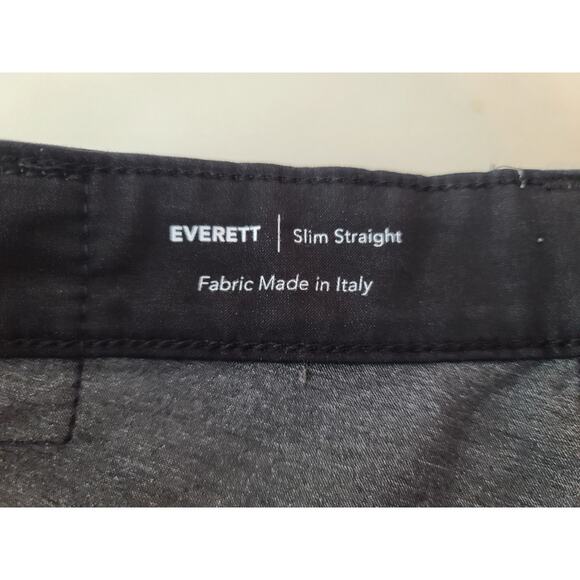 EVERETT | Slim Straight
Fabric Made in Italy